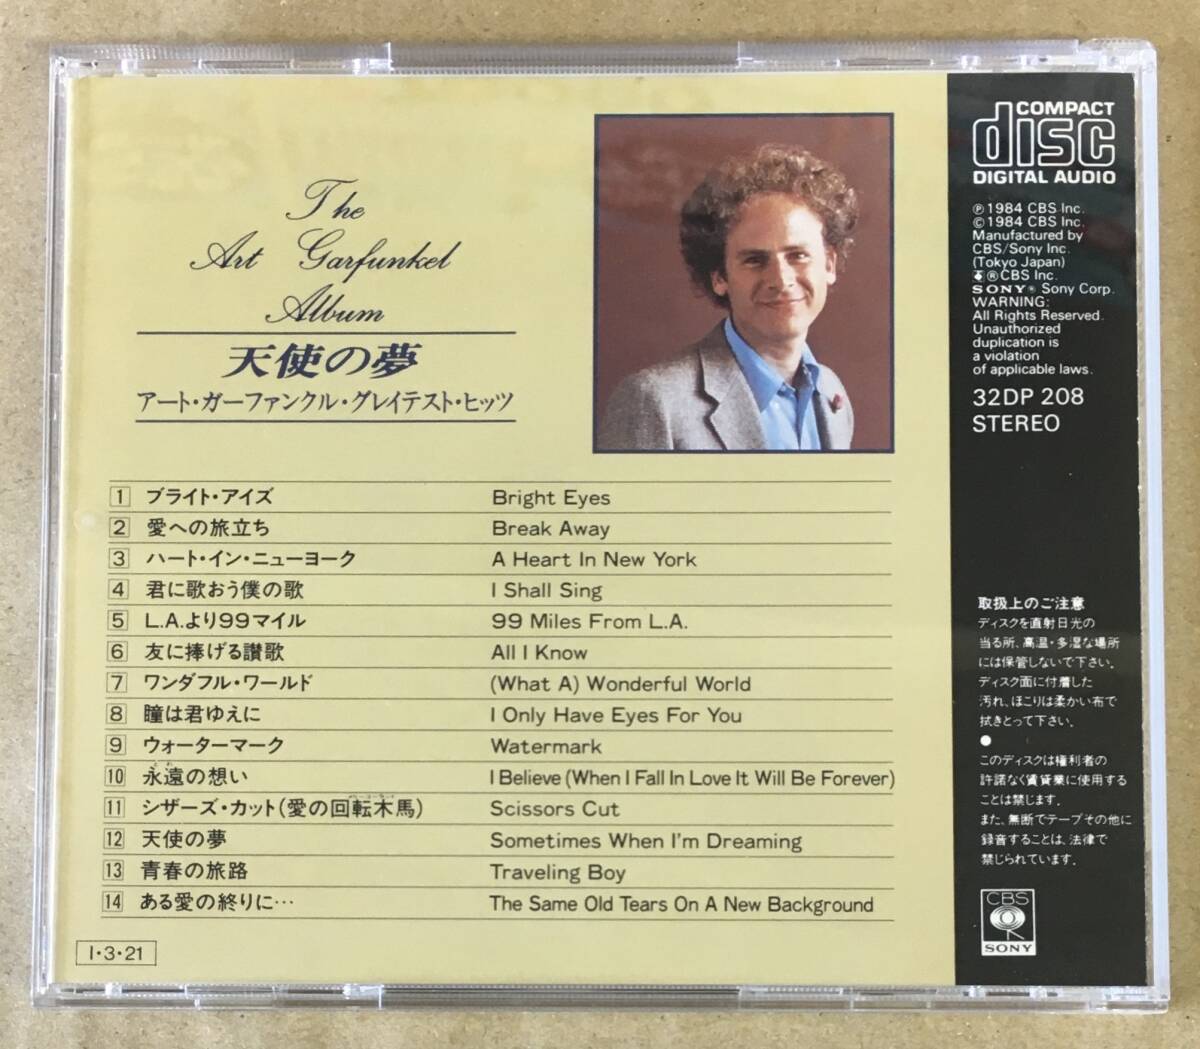 The
Art Garfunkel
Album
天使の夢
アート・ガーファンクル・グレイテスト・ヒッツ
1 ブライト・アイズ Bright Eyes
2 愛への旅立ち Break Away
3 ハート・イン・ニューヨーク A Heart In New York
4 君に歌おう僕の歌 I Shall Sing
5 L.A.より99マイル 99 Miles From L.A.
6 友に捧げる讃歌 All I Know
7 ワンダフル・ワールド (What A) Wonderful World
8 瞳は君ゆえに I Only Have Eyes For You
9 ウォーターマーク Watermark
10 永遠の想い I Believe (When I Fall In Love It Will Be Forever)
11 シザーズ・カット(愛の回転木馬) Scissors Cut
12 天使の夢 Sometimes When I'm Dreaming
13 青春の旅路 Traveling Boy
14 ある愛の終りに… The Same Old Tears On A New Background
I・3・21
COMPACT
disc
DIGITAL AUDIO
Ⓟ1984 CBS Inc.
©1984 CBS Inc.
Manufactured by
CBS/Sony Inc.
(Tokyo Japan)
®CBS Inc.
SONY® Sony Corp.
WARNING:
All Rights Reserved.
Unauthorized
duplication is
a violation
of applicable laws.
32DP 208
STEREO
取扱上のご注意
ディスクを直射日光の
当る所、高温・多湿な場所
には保管しないで下さい。
ディスク面に付着した
汚れ、ほこりは柔かい布で
拭きとって下さい。
●
このディスクは権利者の
許諾なく賃貸業に使用する
ことは禁じます。
また、無断でテープその他に
録音することは、法律で
禁じられています。
CBS
SONY